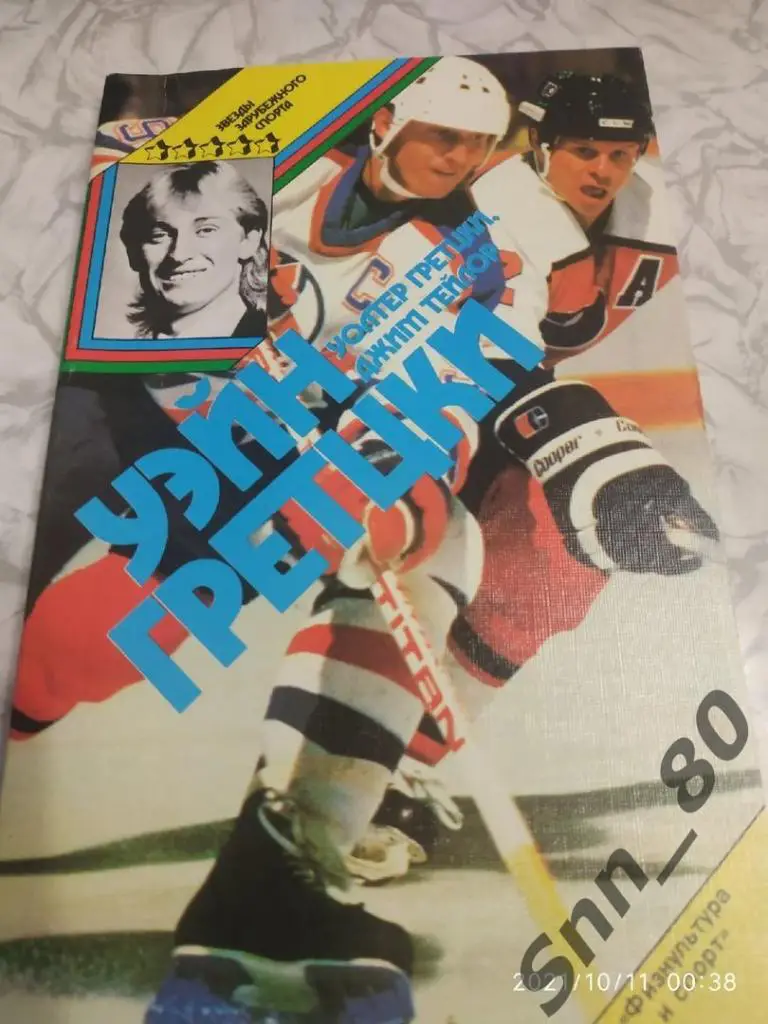 ЗВЕЗДЫ
ЗАРУБЕЖНОГО
СПОРТА
УОЛТЕР ГРЕТЦКИ,
ДЖИМ ТЕЙЛОР
УЭЙН
ГРЕТЦКИ
CCM
C
A
C
Cooper
TITAN
Snn_80
«Физкультура
и спорт»
2021/10/11 00:38